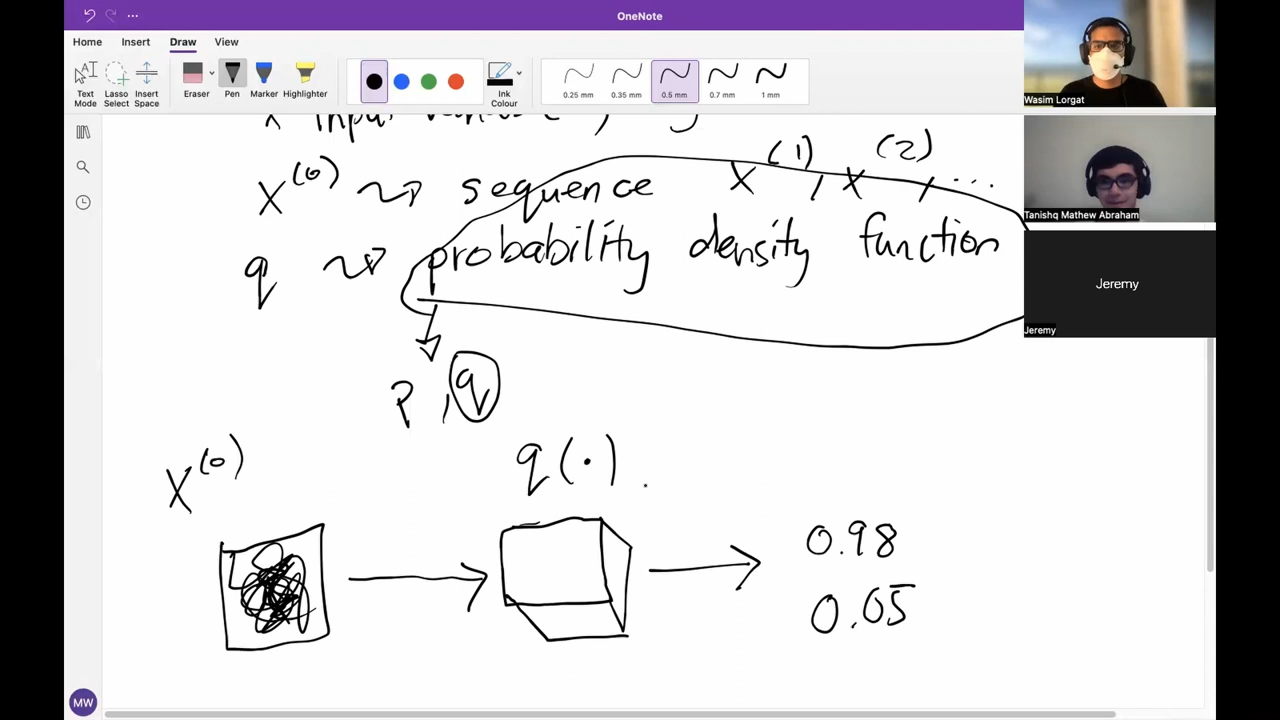 OneNote
Home Insert Draw View
Text Mode Lasso Select Insert Space Eraser Pen Marker Highlighter Ink Colour 0.25 mm 0.35 mm 0.5 mm 0.7 mm 1 mm
Wasim Lorgat
Tanishq Mathew Abraham
Jeremy
Jeremy
x input
x^(0) ⇝ sequence x^(1), x^(2), ...
q ⇝ probability density function
p, q
x^(0) q(·)
0.98
0.05
MW